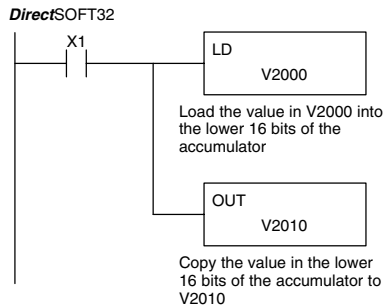 DirectSOFT32
X1
LD
V2000
Load the value in V2000 into
the lower 16 bits of the
accumulator
OUT
V2010
Copy the value in the lower
16 bits of the accumulator to
V2010